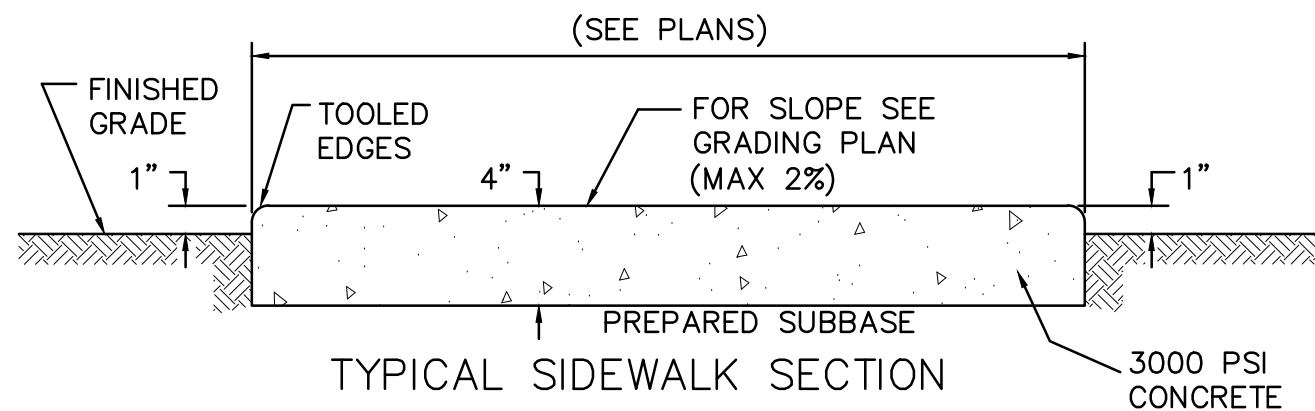 (SEE PLANS)
FINISHED
GRADE
TOOLED
EDGES
FOR SLOPE SEE
GRADING PLAN
(MAX 2%)
1”
4”
1”
PREPARED SUBBASE
3000 PSI
CONCRETE
TYPICAL SIDEWALK SECTION